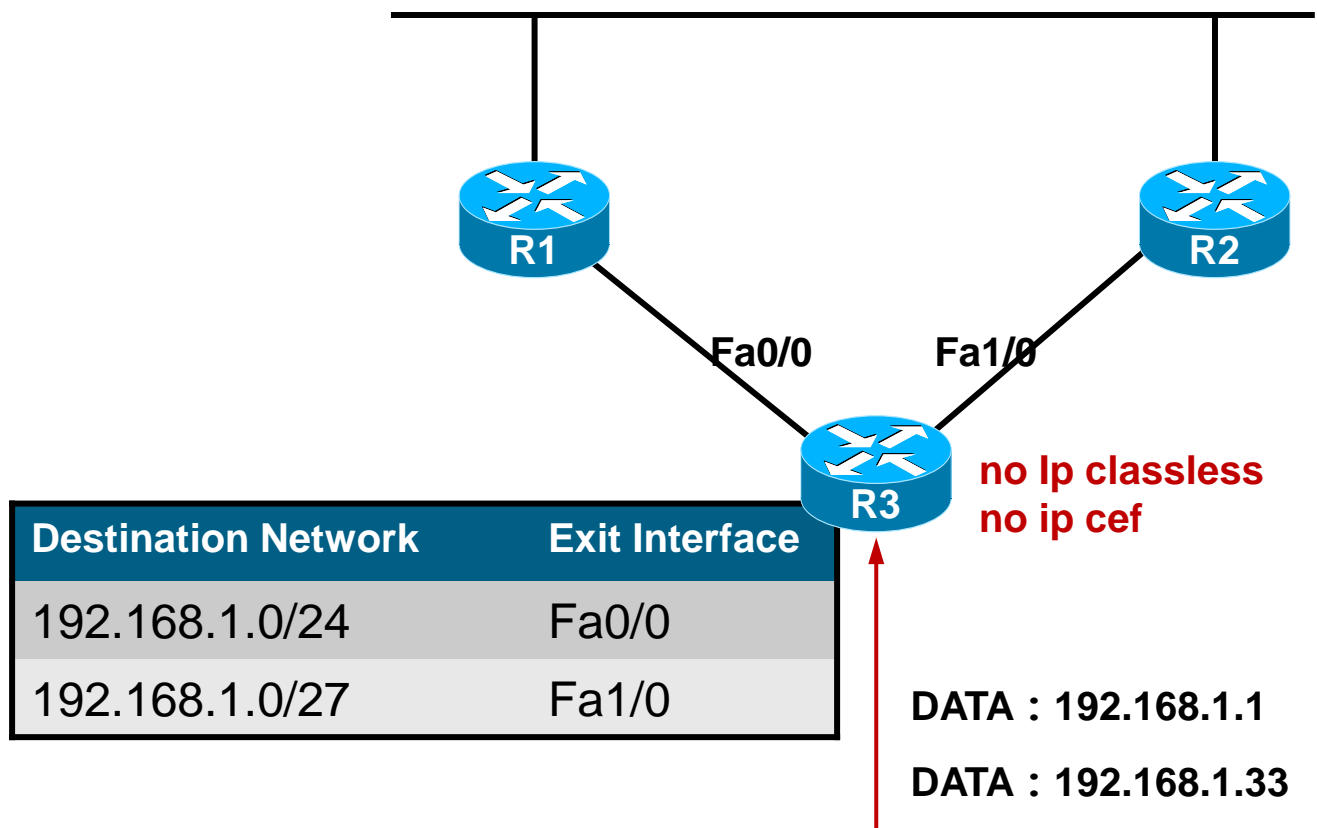 R1
R2
Fa0/0
Fa1/0
R3
no Ip classless
no ip cef
Destination Network Exit Interface
192.168.1.0/24 Fa0/0
192.168.1.0/27 Fa1/0
DATA：192.168.1.1
DATA：192.168.1.33